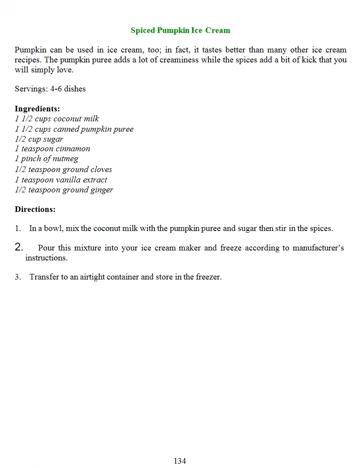 Spiced Pumpkin Ice Cream
Pumpkin can be used in ice cream, too; in fact, it tastes better than many other ice cream
recipes. The pumpkin puree adds a lot of creaminess while the spices add a bit of kick that you
will simply love.
Servings: 4-6 dishes
Ingredients:
1 1/2 cups coconut milk
1 1/2 cups canned pumpkin puree
1/2 cup sugar
1 teaspoon cinnamon
1 pinch of nutmeg
1/2 teaspoon ground cloves
1 teaspoon vanilla extract
1/2 teaspoon ground ginger
Directions:
1. In a bowl, mix the coconut milk with the pumpkin puree and sugar then stir in the spices.
2. Pour this mixture into your ice cream maker and freeze according to manufacturer's
instructions.
3. Transfer to an airtight container and store in the freezer.
134